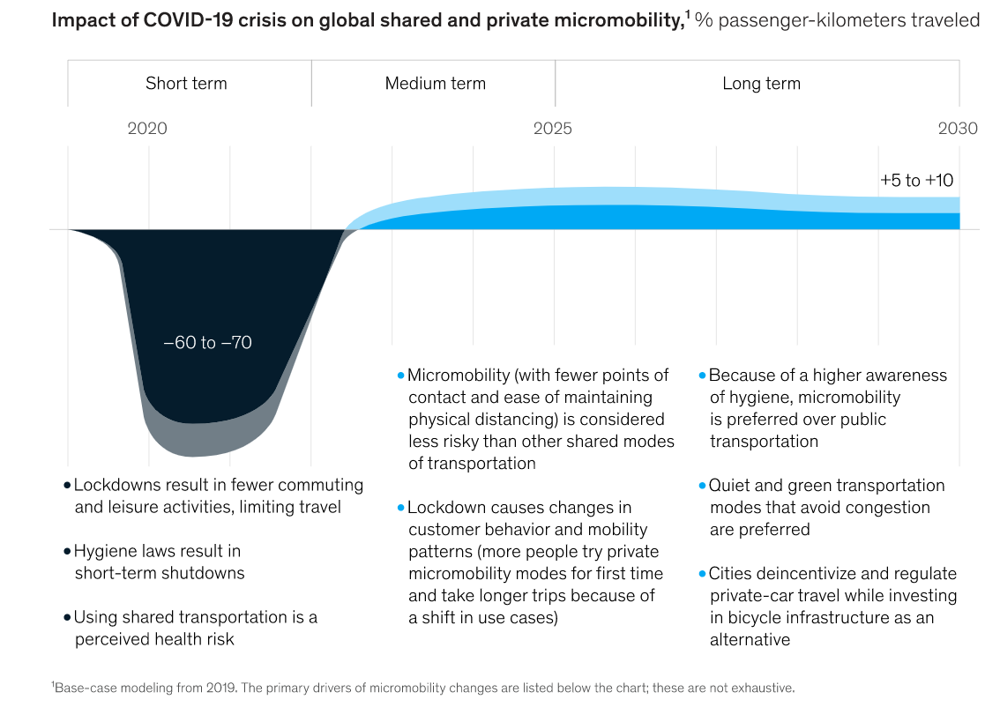 Impact of COVID-19 crisis on global shared and private micromobility,¹ % passenger-kilometers traveled
Short term
Medium term
Long term
2020
2025
2030
+5 to +10
–60 to –70
•Lockdowns result in fewer commuting
and leisure activities, limiting travel
•Hygiene laws result in
short-term shutdowns
•Using shared transportation is a
perceived health risk
•Micromobility (with fewer points of
contact and ease of maintaining
physical distancing) is considered
less risky than other shared modes
of transportation
•Lockdown causes changes in
customer behavior and mobility
patterns (more people try private
micromobility modes for first time
and take longer trips because of
a shift in use cases)
•Because of a higher awareness
of hygiene, micromobility
is preferred over public
transportation
•Quiet and green transportation
modes that avoid congestion
are preferred
•Cities deincentivize and regulate
private-car travel while investing
in bicycle infrastructure as an
alternative
¹Base-case modeling from 2019. The primary drivers of micromobility changes are listed below the chart; these are not exhaustive.